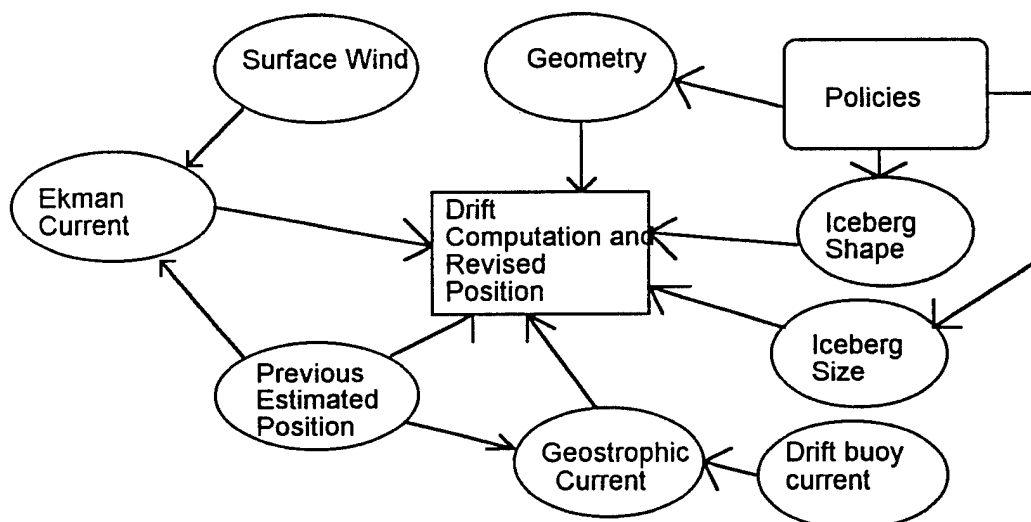 Surface Wind
Geometry
Policies
Ekman
Current
Drift
Computation and
Revised
Position
Iceberg
Shape
Iceberg
Size
Previous
Estimated
Position
Geostrophic
Current
Drift buoy
current